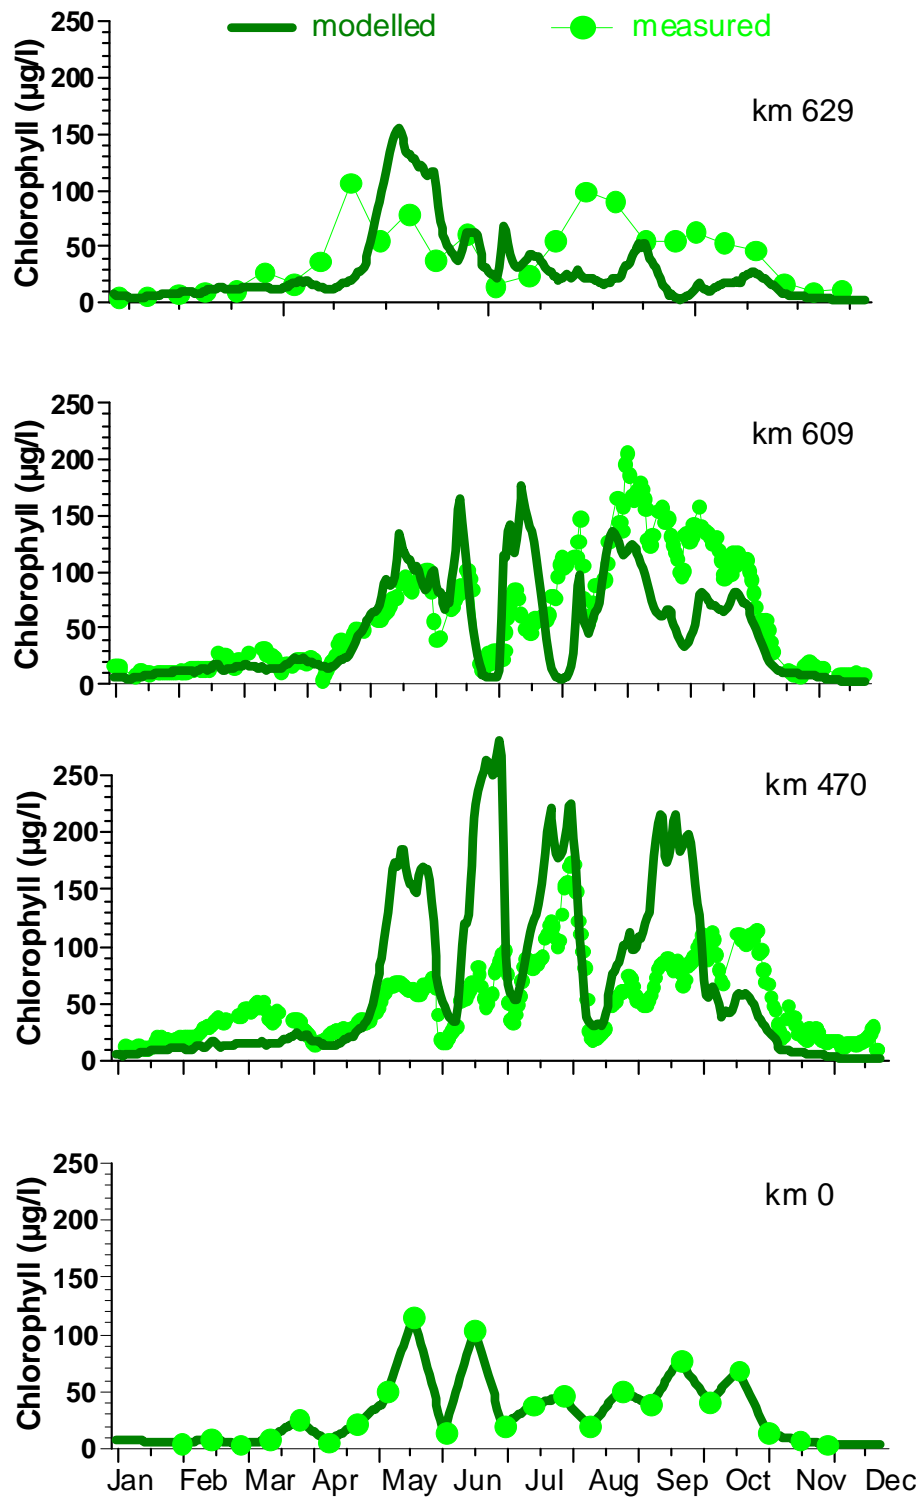 modelled measured
Chlorophyll (µg/l)
250
200
150
100
50
0
km 629
Chlorophyll (µg/l)
250
200
150
100
50
0
km 609
Chlorophyll (µg/l)
250
200
150
100
50
0
km 470
Chlorophyll (µg/l)
250
200
150
100
50
0
km 0
Jan Feb Mar Apr May Jun Jul Aug Sep Oct Nov Dec